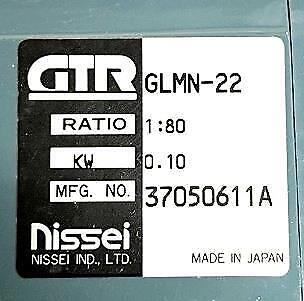 GTR GLMN-22
RATIO 1:80
KW 0.10
MFG. NO. 37050611A
nissei
NISSEI IND., LTD. MADE IN JAPAN